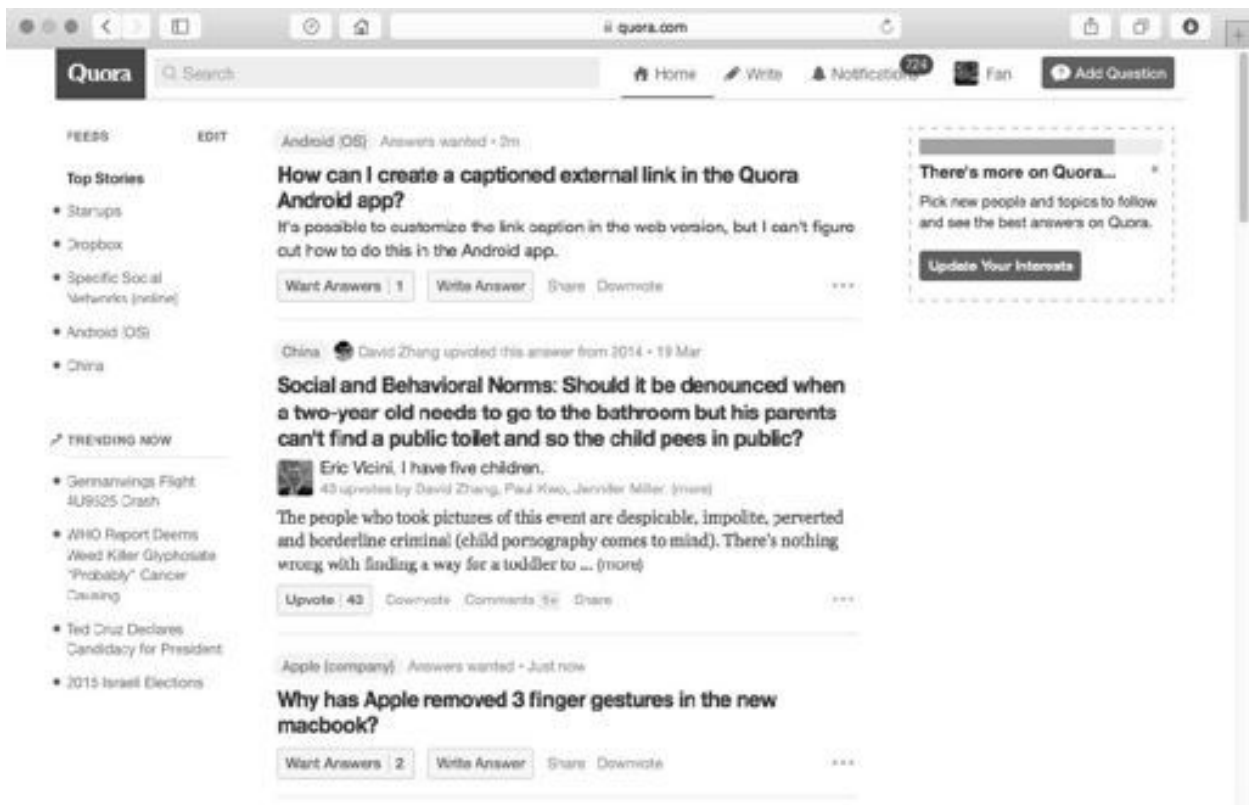 quora.com
Quora
Search
Home
Write
Notifications
724
Fan
Add Question
FEEDS
EDIT
Top Stories
Startups
Dropbox
Specific Social
Networks (online)
Android (OS)
China
TRENDING NOW
Germanwings Flight
4U9525 Crash
WHO Report Deems
Weed Killer Glyphosate
"Probably" Cancer
Causing
Ted Cruz Declares
Candidacy for President
2015 Israeli Elections
Android (OS) Answers wanted • 2m
How can I create a captioned external link in the Quora
Android app?
It's possible to customize the link caption in the web version, but I can't figure
out how to do this in the Android app.
Want Answers 1 Write Answer Share Downvote
China David Zhang upvoted this answer from 2014 • 19 Mar
Social and Behavioral Norms: Should it be denounced when
a two-year old needs to go to the bathroom but his parents
can't find a public toilet and so the child pees in public?
Eric Vicini, I have five children.
43 upvotes by David Zhang, Paul Kwo, Jennifer Miller. (more)
The people who took pictures of this event are despicable, impolite, perverted
and borderline criminal (child pornography comes to mind). There's nothing
wrong with finding a way for a toddler to ... (more)
Upvote 43 Downvote Comments 1+ Share
Apple (company) Answers wanted • Just now
Why has Apple removed 3 finger gestures in the new
macbook?
Want Answers 2 Write Answer Share Downvote
There's more on Quora...
Pick new people and topics to follow
and see the best answers on Quora.
Update Your Interests